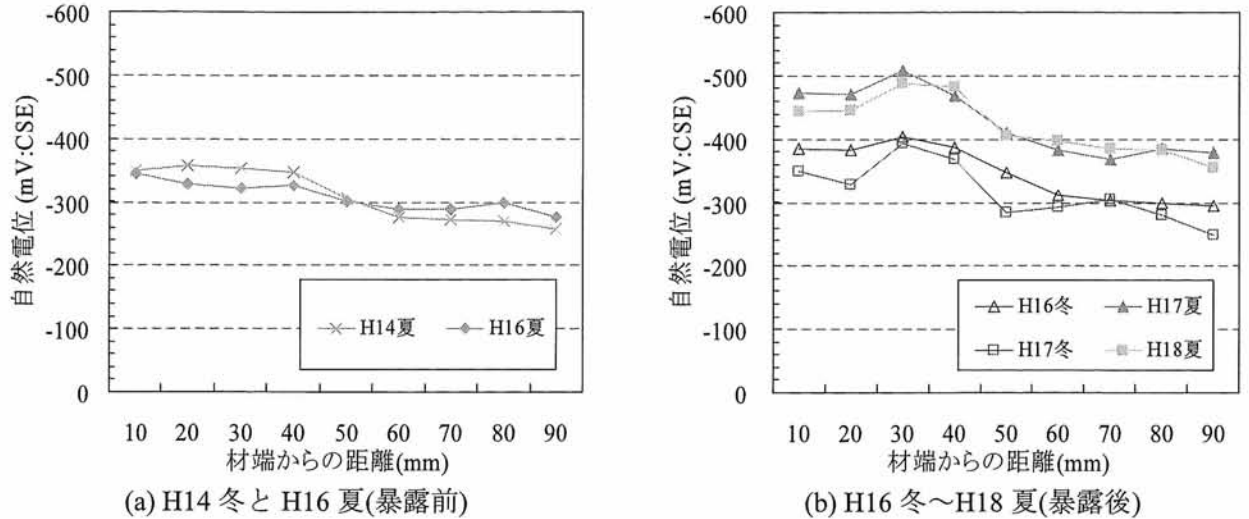 -600
-500
-400
-300
-200
-100
0
自然電位 (mV:CSE)
H14夏
H16夏
10 20 30 40 50 60 70 80 90
材端からの距離(mm)
(a) H14 冬と H16 夏(暴露前)
-600
-500
-400
-300
-200
-100
0
自然電位 (mV:CSE)
H16冬
H17夏
H17冬
H18夏
10 20 30 40 50 60 70 80 90
材端からの距離(mm)
(b) H16 冬～H18 夏(暴露後)